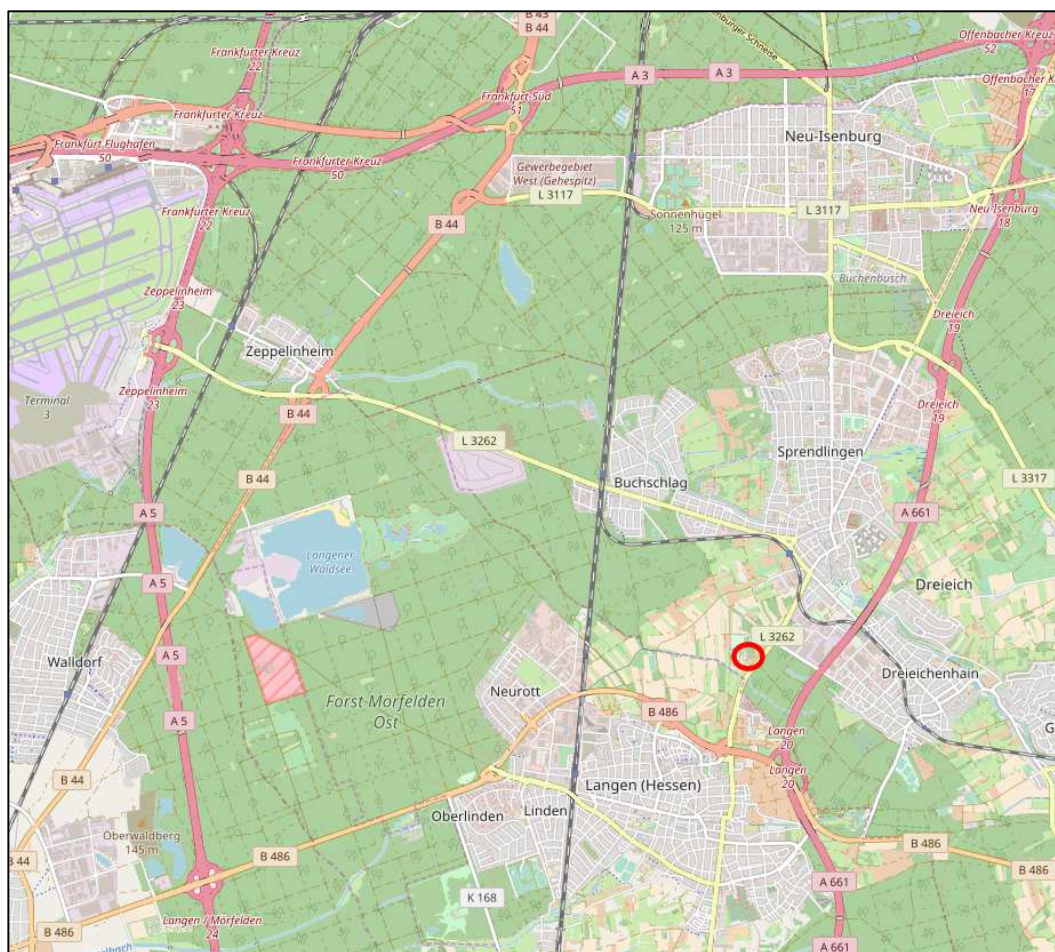 B 43
B 44
Frankfurter Kreuz
22
Offenbacher Kreuz
52
A 3
A 3
Offenbacher K
17
Frankfurter Kreuz
Frankfurt-Süd
51
Neu-Isenburg
Frankfurt Flughafen
50
Frankfurter Kreuz
50
Gewerbegebiet
West (Gehespitz)
L 3117
Sonnenhügel
125 m
L 3117
Neu-Isenburg
18
Frankfurter Kreuz
22
B 44
Buchenbusch
Zeppelinheim
23
Dreieich
19
Zeppelinheim
Zeppelinheim
23
Terminal
3
B 44
Dreieich
19
L 3262
Sprendlingen
B 44
Buchschlag
L 3317
A 5
A 661
Langener
Waldsee
A 5
Dreieich
L 3262
Walldorf
A 5
Dreieichenhain
Neurott
Forst Mörfelden
Ost
B 486
A 5
Langen
20
Langen
20
B 44
Langen (Hessen)
Oberlinden
Linden
Oberwaldberg
145 m
B 44
B 486
B 486
B 486
A 661
K 168
Langen / Mörfelden
24
B 486
A 661